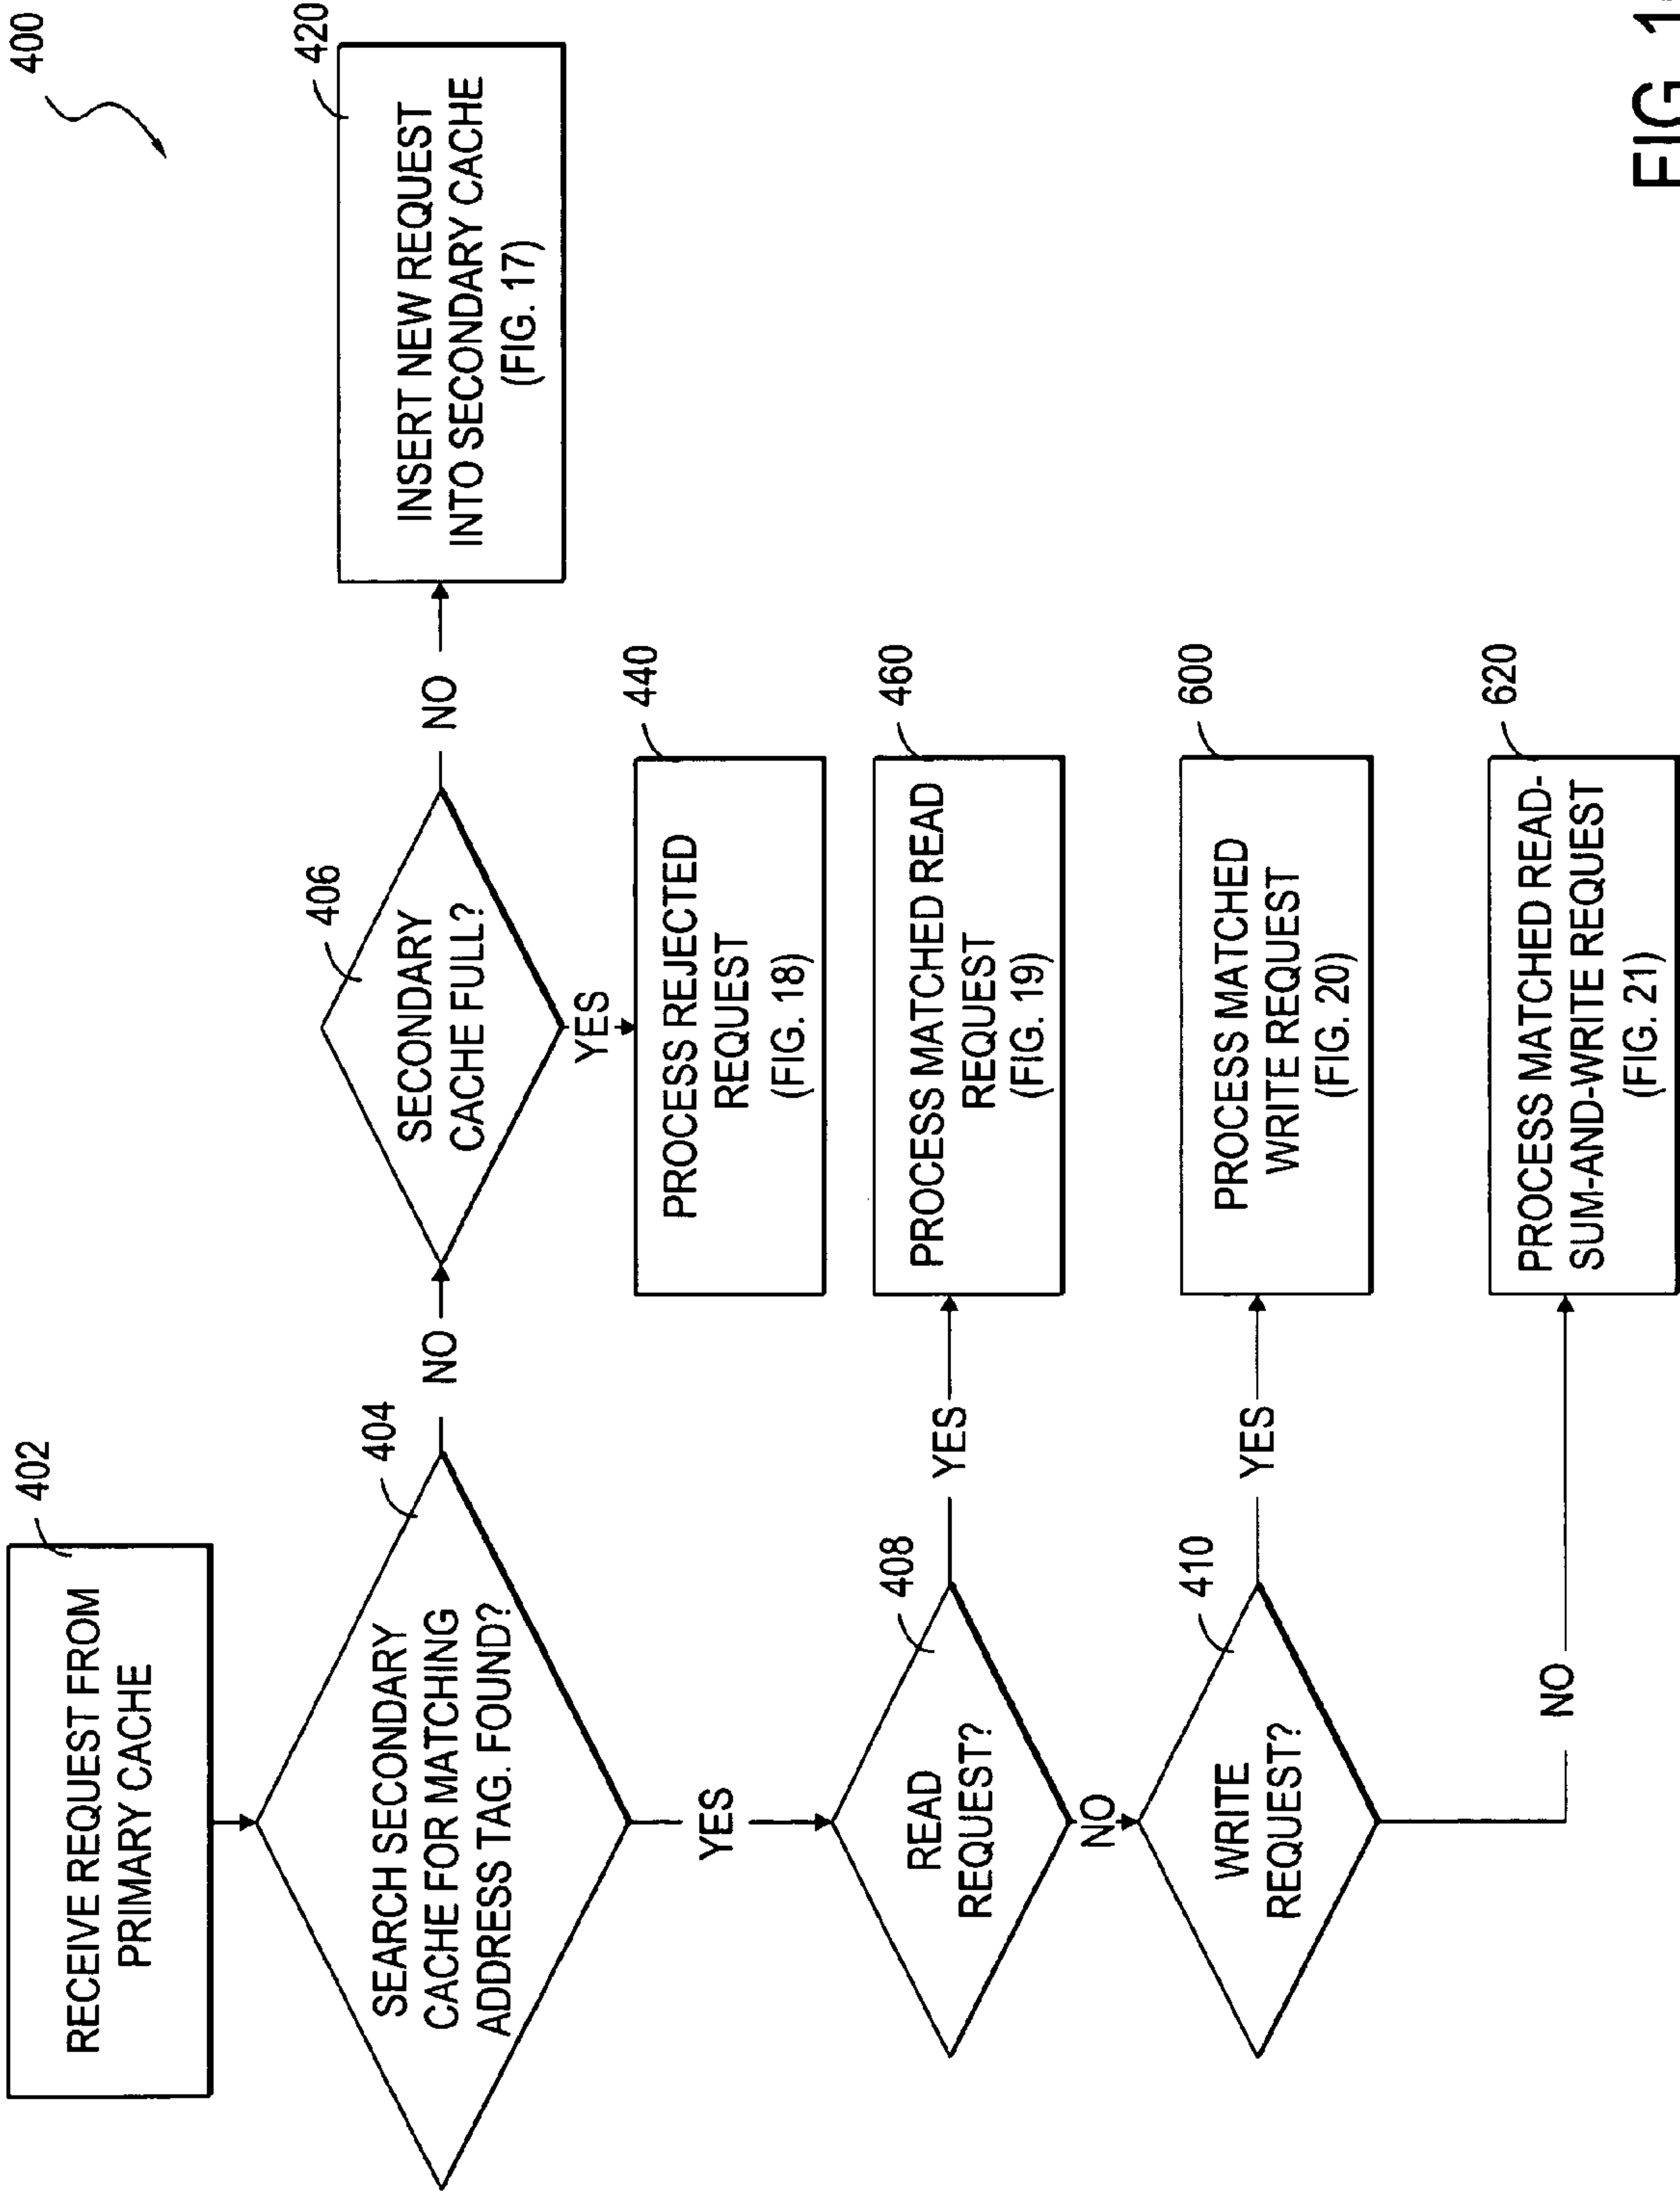 400
402
RECEIVE REQUEST FROM
PRIMARY CACHE
404
SEARCH SECONDARY
CACHE FOR MATCHING
ADDRESS TAG. FOUND?
NO
406
SECONDARY
CACHE FULL?
NO
420
INSERT NEW REQUEST
INTO SECONDARY CACHE
(FIG. 17)
YES
440
PROCESS REJECTED
REQUEST
(FIG. 18)
YES
408
READ
REQUEST?
YES
460
PROCESS MATCHED READ
REQUEST
(FIG. 19)
NO
410
WRITE
REQUEST?
YES
600
PROCESS MATCHED
WRITE REQUEST
(FIG. 20)
NO
620
PROCESS MATCHED READ-
SUM-AND-WRITE REQUEST
(FIG. 21)
FIG. 1